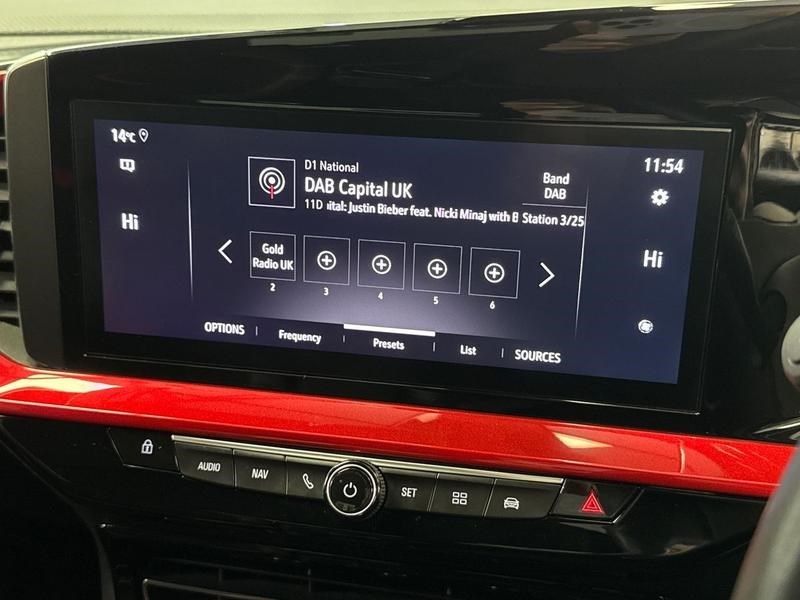 14°C
11:54
D1 National
DAB Capital UK
11D ıital: Justin Bieber feat. Nicki Minaj with B
Station 3/25
Band
DAB
Hi
Hi
Gold
Radio UK
2
3
4
5
6
OPTIONS
Frequency
Presets
List
SOURCES
AUDIO
NAV
SET